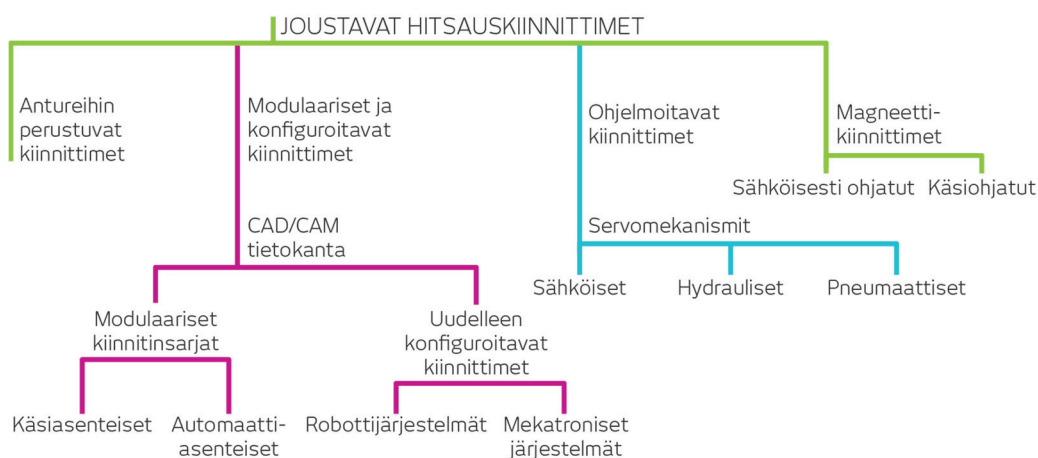 JOUSTAVAT HITSAUSKIINNITTIMET
Antureihin
perustuvat
kiinnittimet
Modulaariset ja
konfiguroitavat
kiinnittimet
Ohjelmoitavat
kiinnittimet
Magneetti-
kiinnittimet
Sähköisesti ohjatut
Käsiohjatut
CAD/CAM
tietokanta
Servomekanismit
Sähköiset
Hydrauliset
Pneumaattiset
Modulaariset
kiinnitinsarjat
Uudelleen
konfiguroitavat
kiinnittimet
Käsiasenteiset
Automaatti-
asenteiset
Robottijärjestelmät
Mekatroniset
järjestelmät